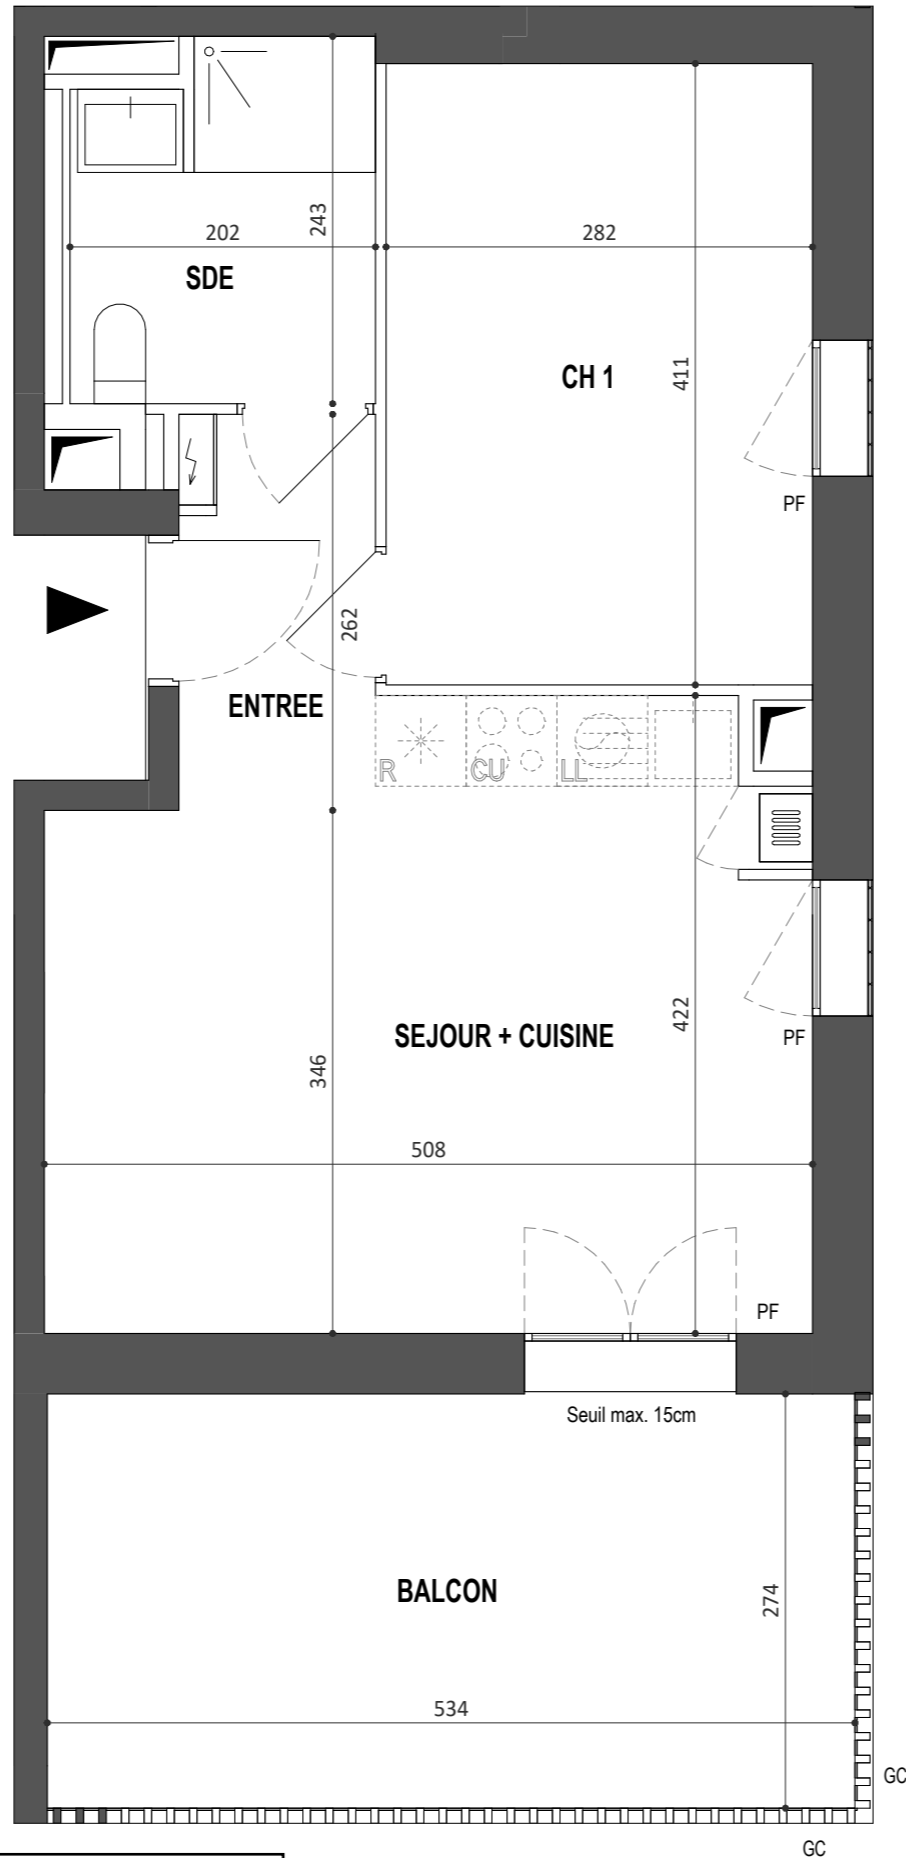 243
202
282
SDE
CH 1
411
PF
262
ENTREE
R
CU
LL
422
SEJOUR + CUISINE
PF
346
508
PF
Seuil max. 15cm
BALCON
274
534
GC
GC